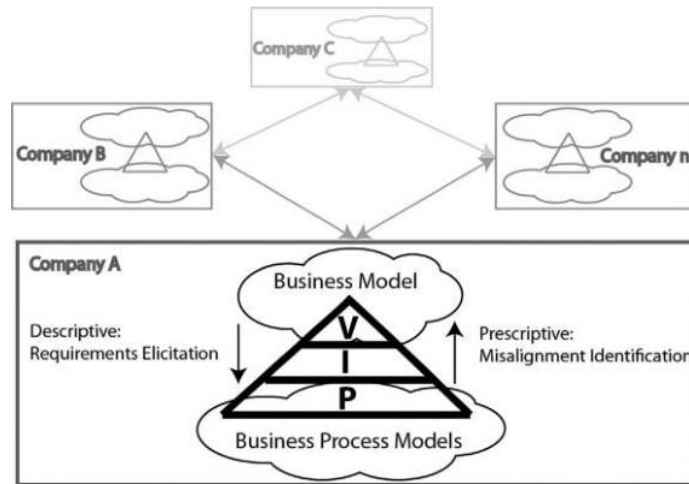 Company C
Company B
Company n
Company A
Business Model
Descriptive:
Requirements Elicitation
V
I
P
Prescriptive:
Misalignment Identification
Business Process Models